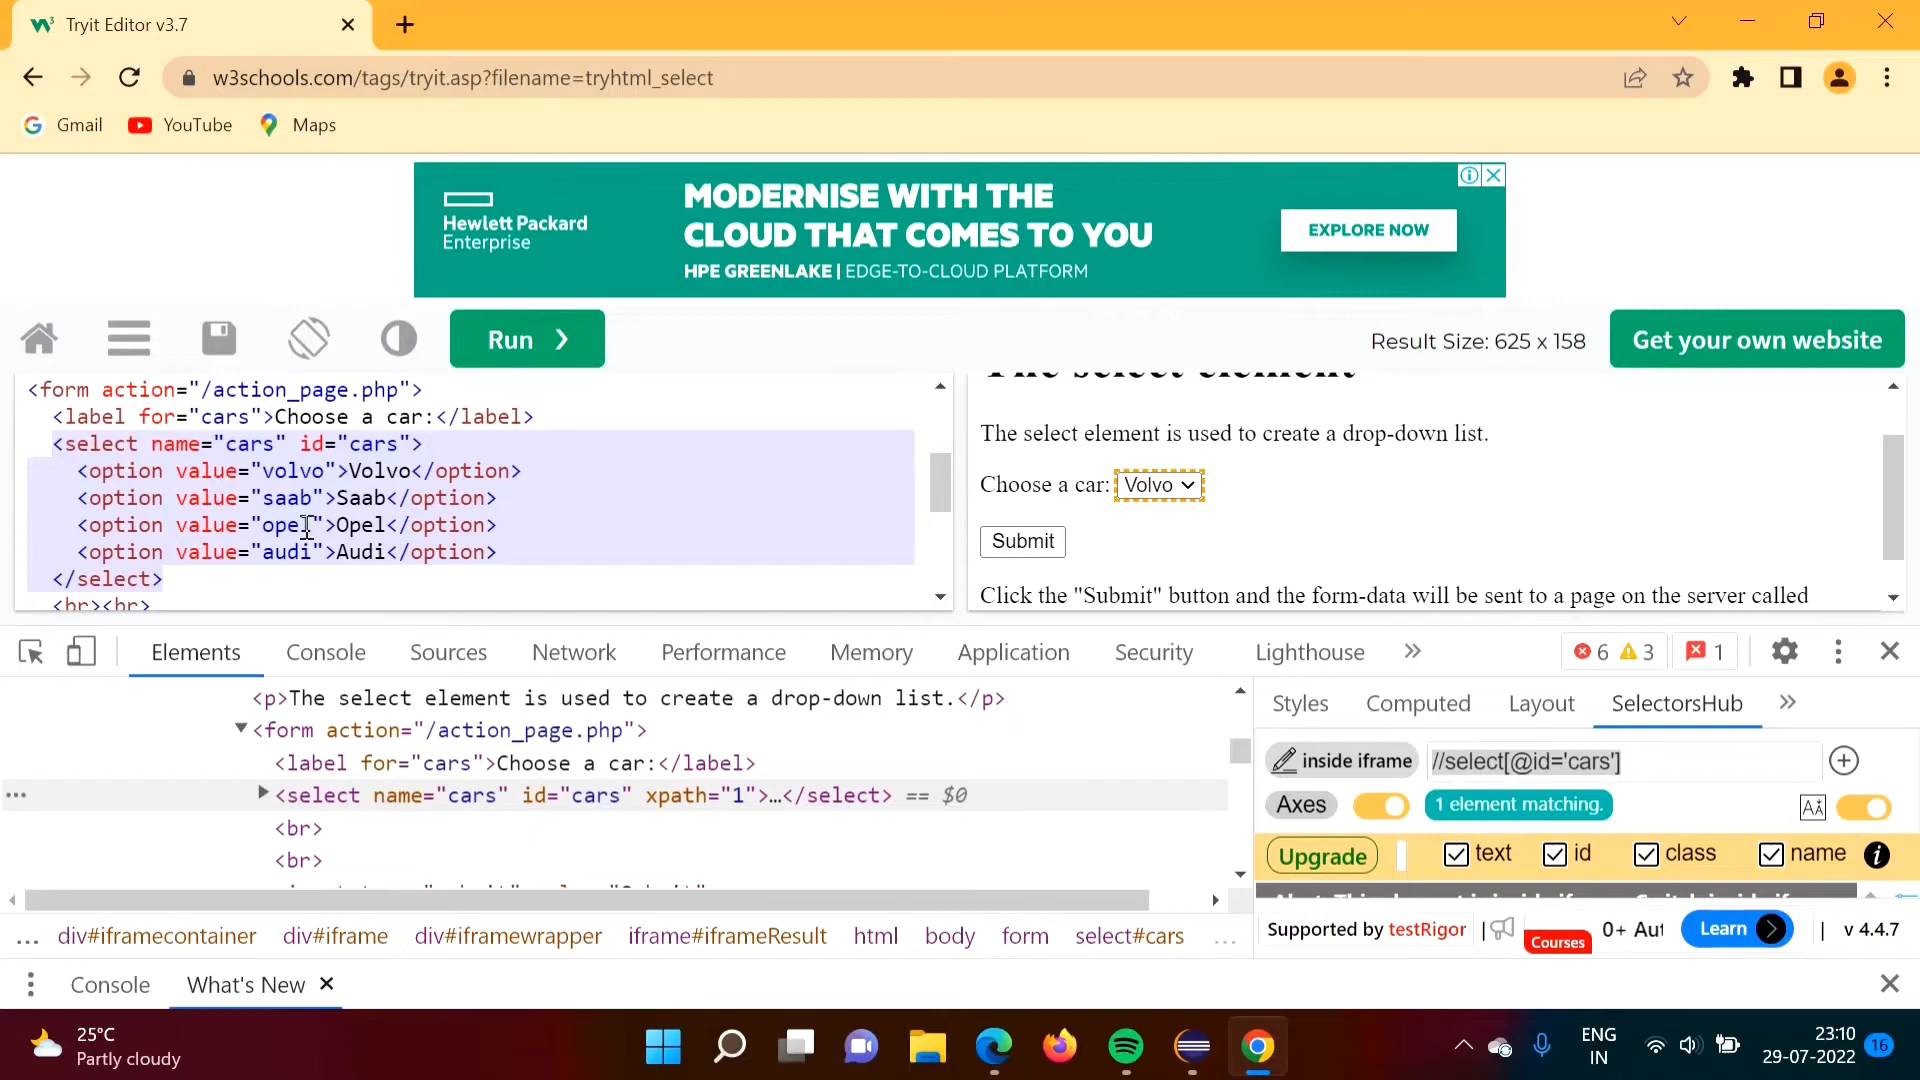 Tryit Editor v3.7
w3schools.com/tags/tryit.asp?filename=tryhtml_select
Gmail YouTube Maps
Hewlett Packard
Enterprise
MODERNISE WITH THE
CLOUD THAT COMES TO YOU
HPE GREENLAKE | EDGE-TO-CLOUD PLATFORM
EXPLORE NOW
Run
Result Size: 625 x 158
Get your own website
<form action="/action_page.php">
<label for="cars">Choose a car:</label>
<select name="cars" id="cars">
<option value="volvo">Volvo</option>
<option value="saab">Saab</option>
<option value="opel">Opel</option>
<option value="audi">Audi</option>
</select>
<br><br>
The select element
The select element is used to create a drop-down list.
Choose a car: Volvo
Submit
Click the "Submit" button and the form-data will be sent to a page on the server called
Elements Console Sources Network Performance Memory Application Security Lighthouse
6 3 1
<p>The select element is used to create a drop-down list.</p>
<form action="/action_page.php">
<label for="cars">Choose a car:</label>
... <select name="cars" id="cars" xpath="1">…</select> == $0
<br>
<br>
Styles Computed Layout SelectorsHub
inside iframe //select[@id='cars']
Axes 1 element matching.
Upgrade text id class name
Supported by testRigor | Courses 0+ Aut Learn | v 4.4.7
... div#iframecontainer div#iframe div#iframewrapper iframe#iframeResult html body form select#cars ...
Console What's New
25°C
Partly cloudy
ENG
IN
23:10
29-07-2022
16